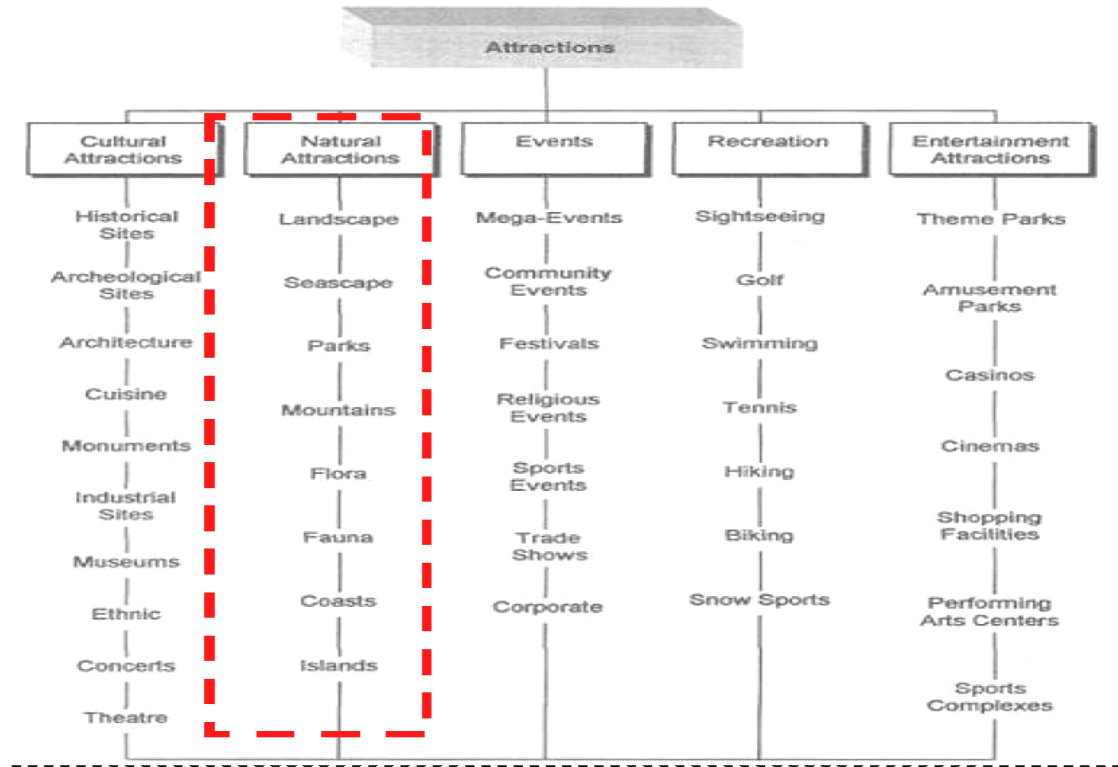 Attractions
Cultural
Attractions
Historical
Sites
Archeological
Sites
Architecture
Cuisine
Monuments
Industrial
Sites
Museums
Ethnic
Concerts
Theatre
Natural
Attractions
Landscape
Seascape
Parks
Mountains
Flora
Fauna
Coasts
Islands
Events
Mega-Events
Community
Events
Festivals
Religious
Events
Sports
Events
Trade
Shows
Corporate
Recreation
Sightseeing
Golf
Swimming
Tennis
Hiking
Biking
Snow Sports
Entertainment
Attractions
Theme Parks
Amusement
Parks
Casinos
Cinemas
Shopping
Facilities
Performing
Arts Centers
Sports
Complexes